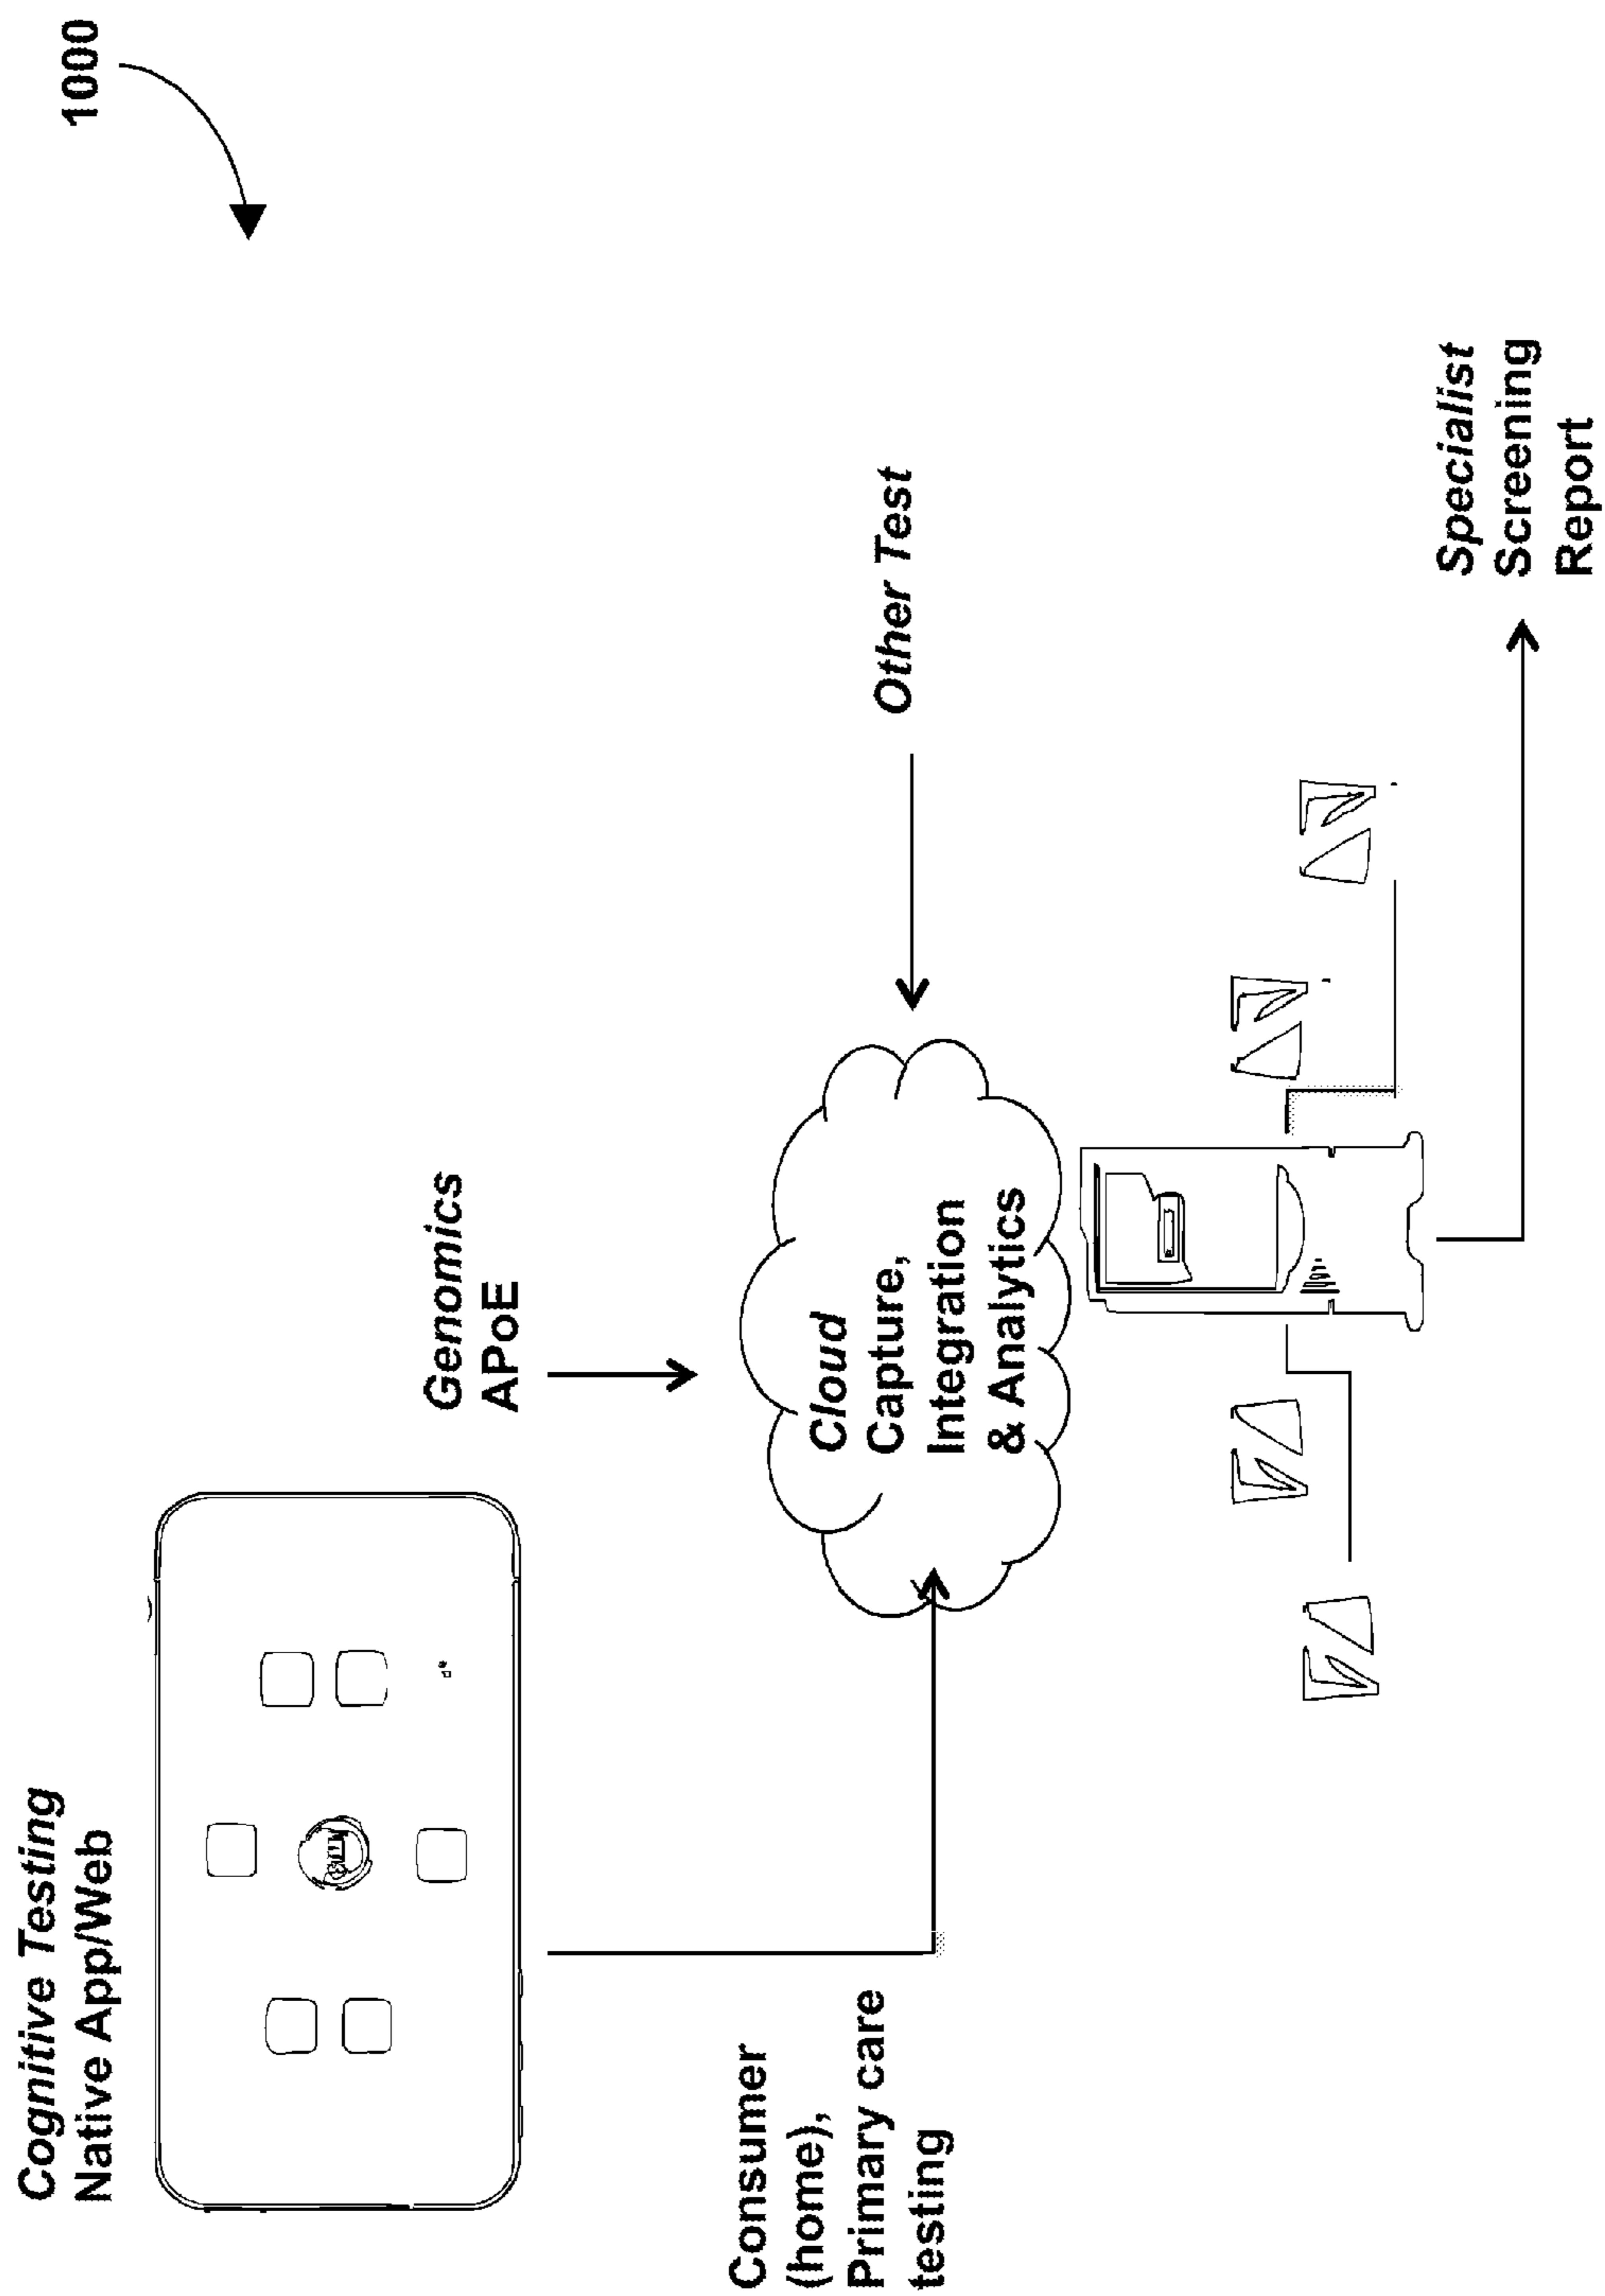 1000
Cognitive Testing
Native App/Web
Genomics
APoE
Other Test
Cloud
Capture,
Integration
& Analytics
Consumer
(home),
Primary care
testing
Specialist
Screening
Report